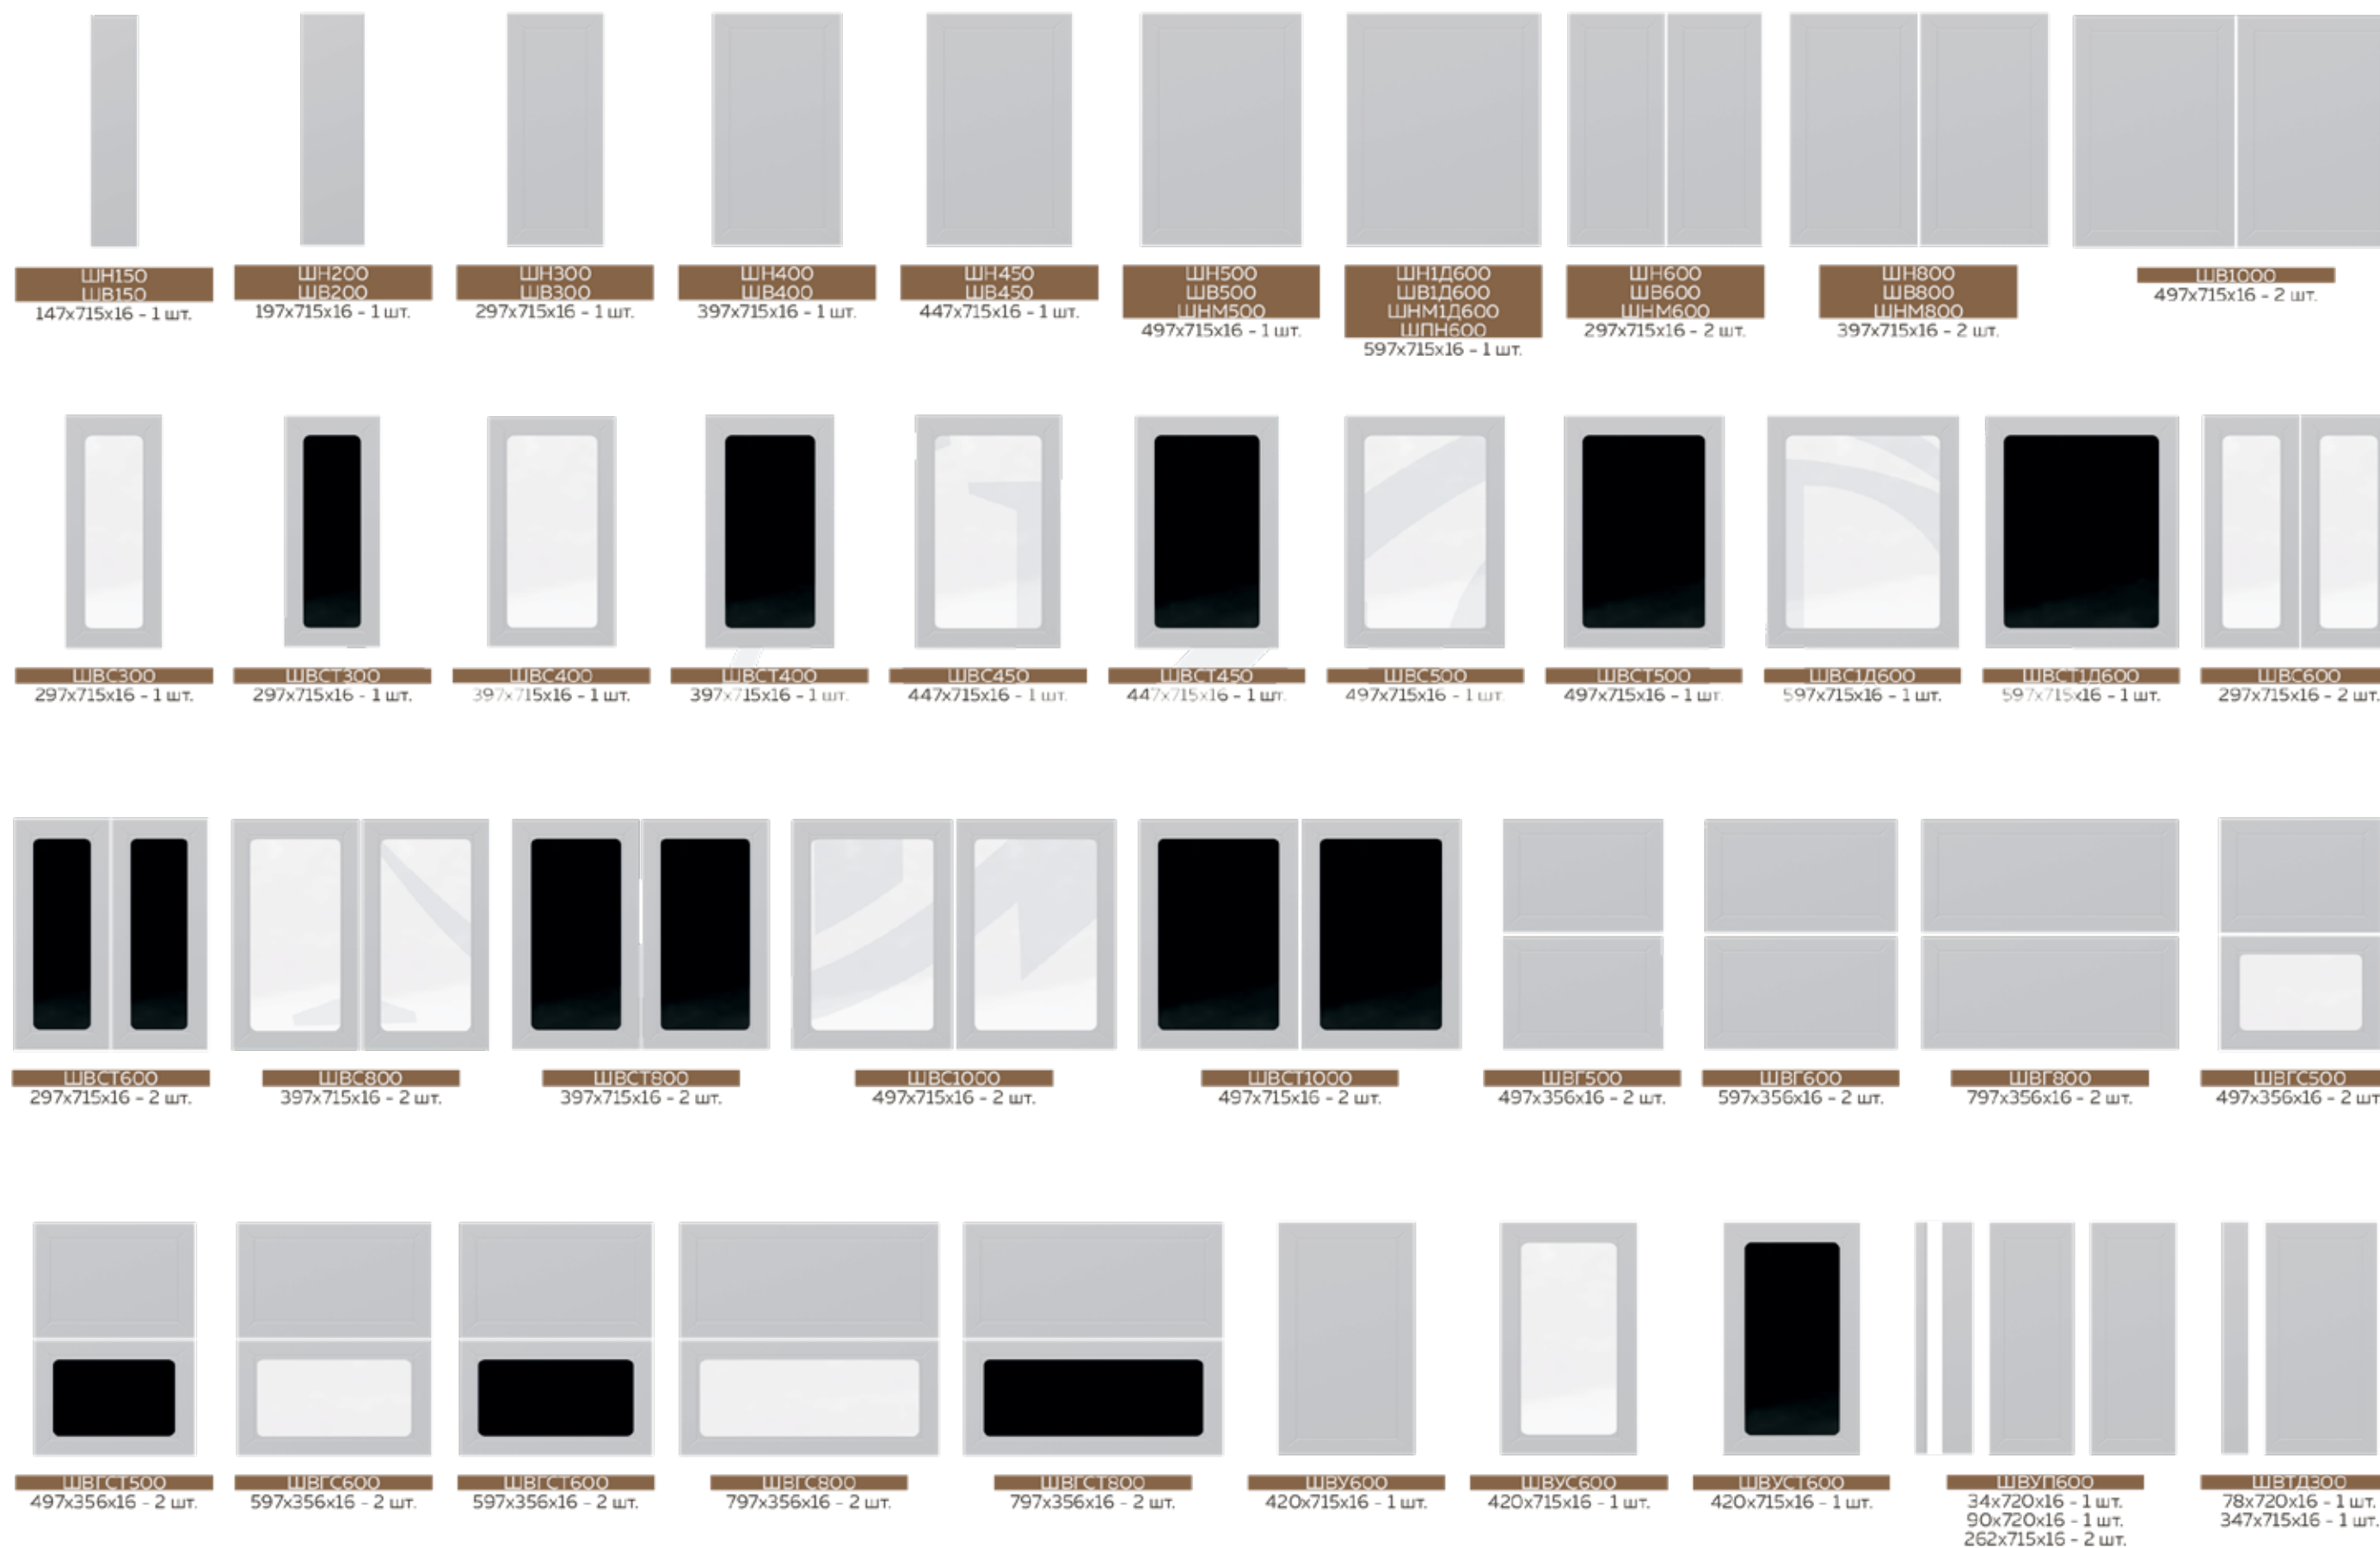 ШН150
ШВ150
147x715x16 - 1 шт.
ШН200
ШВ200
197x715x16 - 1 шт.
ШН300
ШВ300
297x715x16 - 1 шт.
ШН400
ШВ400
397x715x16 - 1 шт.
ШН450
ШВ450
447x715x16 - 1 шт.
ШН500
ШВ500
ШНМ500
497x715x16 - 1 шт.
ШН1Д600
ШВ1Д600
ШНМ1Д600
ШПН600
597x715x16 - 1 шт.
ШН600
ШВ600
ШНМ600
297x715x16 - 2 шт.
ШН800
ШВ800
ШНМ800
397x715x16 - 2 шт.
ШВ1000
497x715x16 - 2 шт.
ШВС300
297x715x16 - 1 шт.
ШВСТ300
297x715x16 - 1 шт.
ШВС400
397x715x16 - 1 шт.
ШВСТ400
397x715x16 - 1 шт.
ШВС450
447x715x16 - 1 шт.
ШВСТ450
447x715x16 - 1 шт.
ШВС500
497x715x16 - 1 шт.
ШВСТ500
497x715x16 - 1 шт.
ШВС1Д600
597x715x16 - 1 шт.
ШВСТ1Д600
597x715x16 - 1 шт.
ШВС600
297x715x16 - 2 шт.
ШВСТ600
297x715x16 - 2 шт.
ШВС800
397x715x16 - 2 шт.
ШВСТ800
397x715x16 - 2 шт.
ШВС1000
497x715x16 - 2 шт.
ШВСТ1000
497x715x16 - 2 шт.
ШВГ500
497x356x16 - 2 шт.
ШВГ600
597x356x16 - 2 шт.
ШВГ800
797x356x16 - 2 шт.
ШВГС500
497x356x16 - 2 шт
ШВГСТ500
497x356x16 - 2 шт.
ШВГС600
597x356x16 - 2 шт.
ШВГСТ600
597x356x16 - 2 шт.
ШВГС800
797x356x16 - 2 шт.
ШВГСТ800
797x356x16 - 2 шт.
ШВУ600
420x715x16 - 1 шт.
ШВУС600
420x715x16 - 1 шт.
ШВУСТ600
420x715x16 - 1 шт.
ШВУП600
34x720x16 - 1 шт.
90x720x16 - 1 шт.
262x715x16 - 2 шт.
ШВТД300
78x720x16 - 1 шт.
347x715x16 - 1 шт.